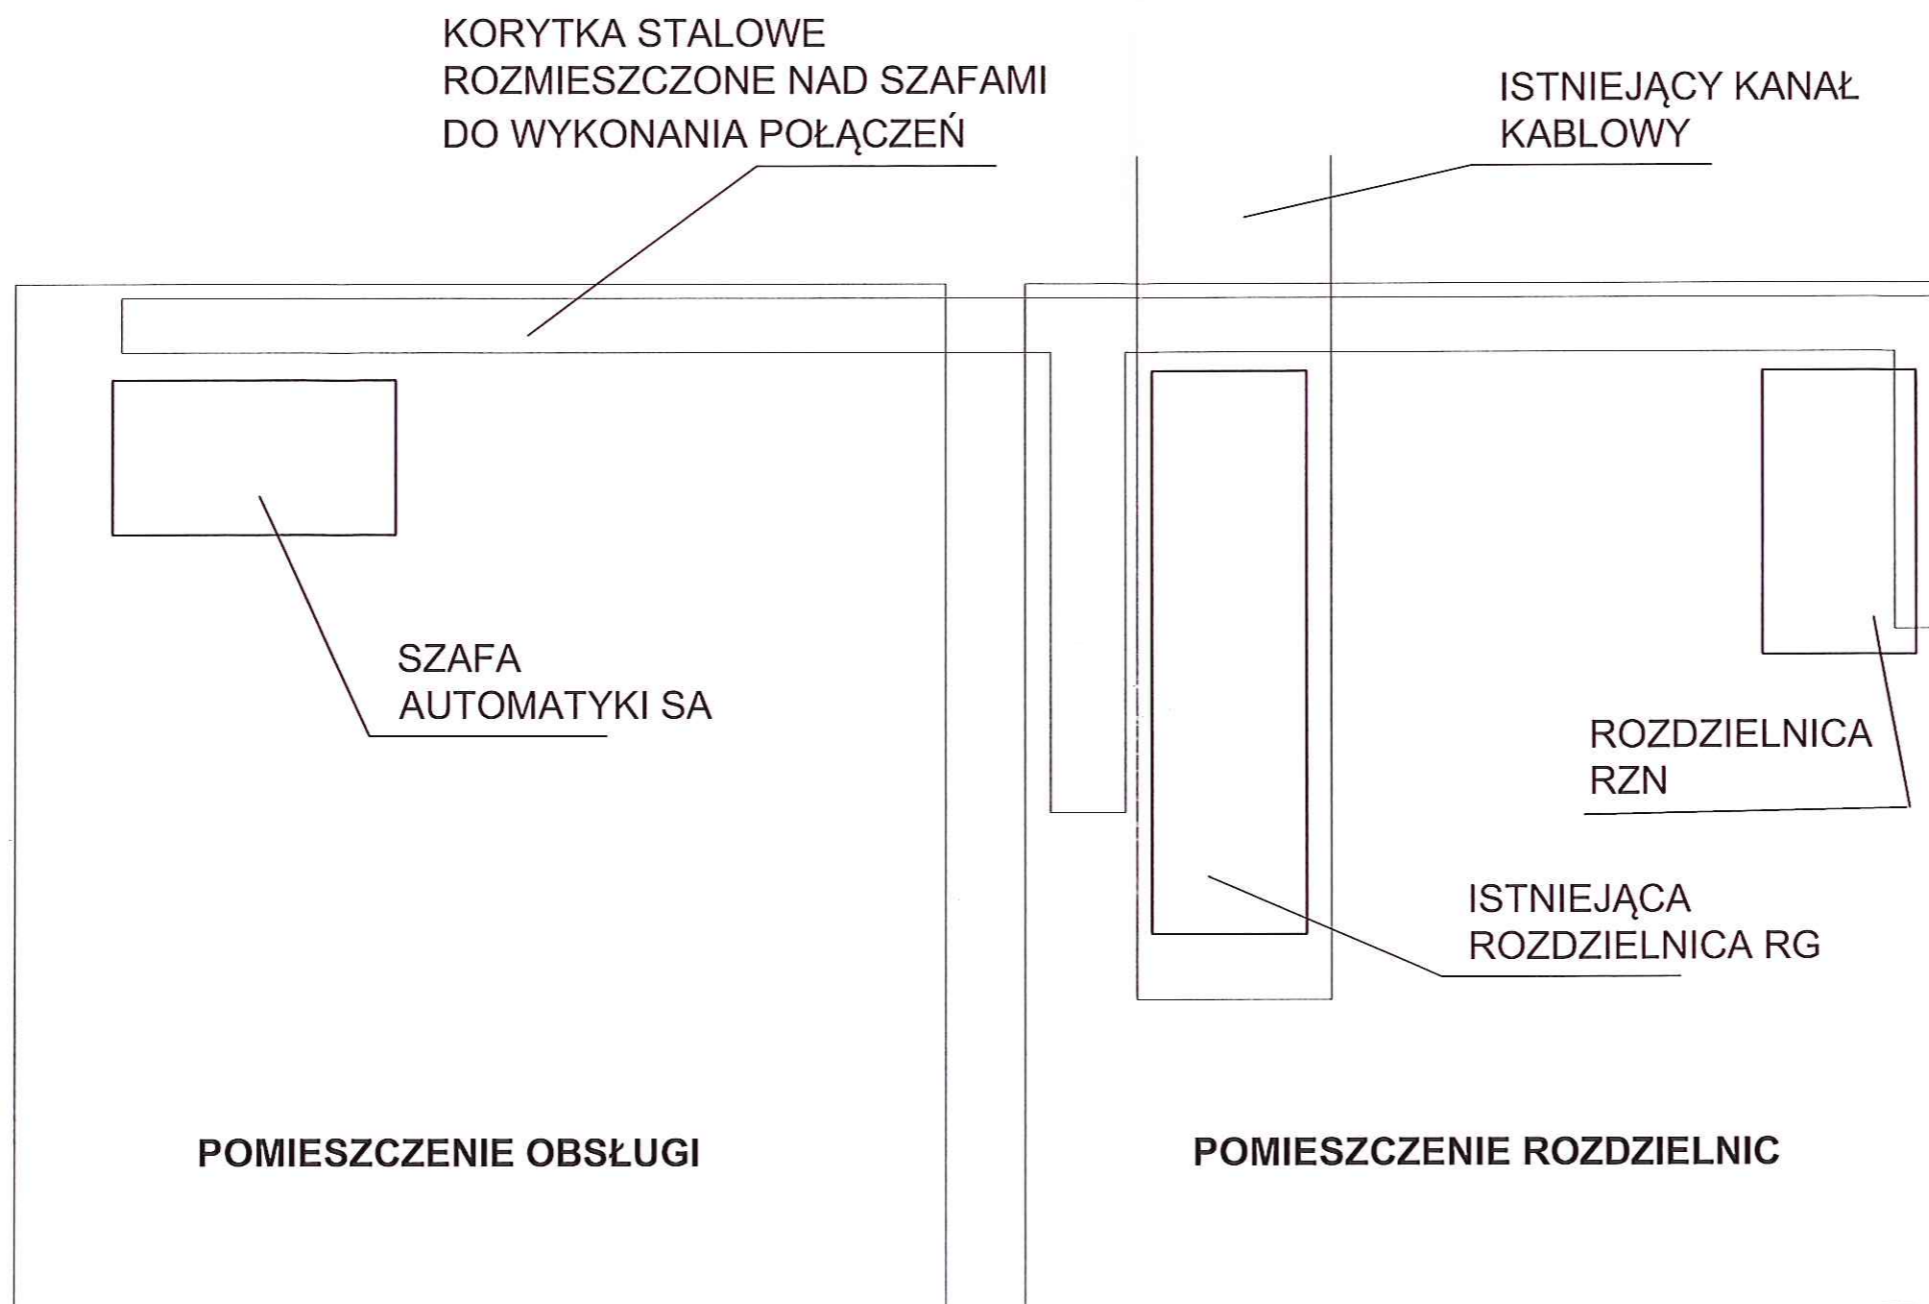 KORYTKA STALOWE
ROZMIESZCZONE NAD SZAFAMI
DO WYKONANIA POŁĄCZEŃ
ISTNIEJĄCY KANAŁ
KABLOWY
SZAFA
AUTOMATYKI SA
ROZDZIELNICA
RZN
ISTNIEJĄCA
ROZDZIELNICA RG
POMIESZCZENIE OBSŁUGI
POMIESZCZENIE ROZDZIELNIC